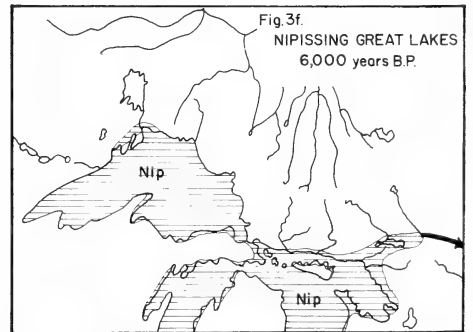 Fig. 3f.
NIPISSING GREAT LAKES
6,000 years B.P.
Nip
Nip